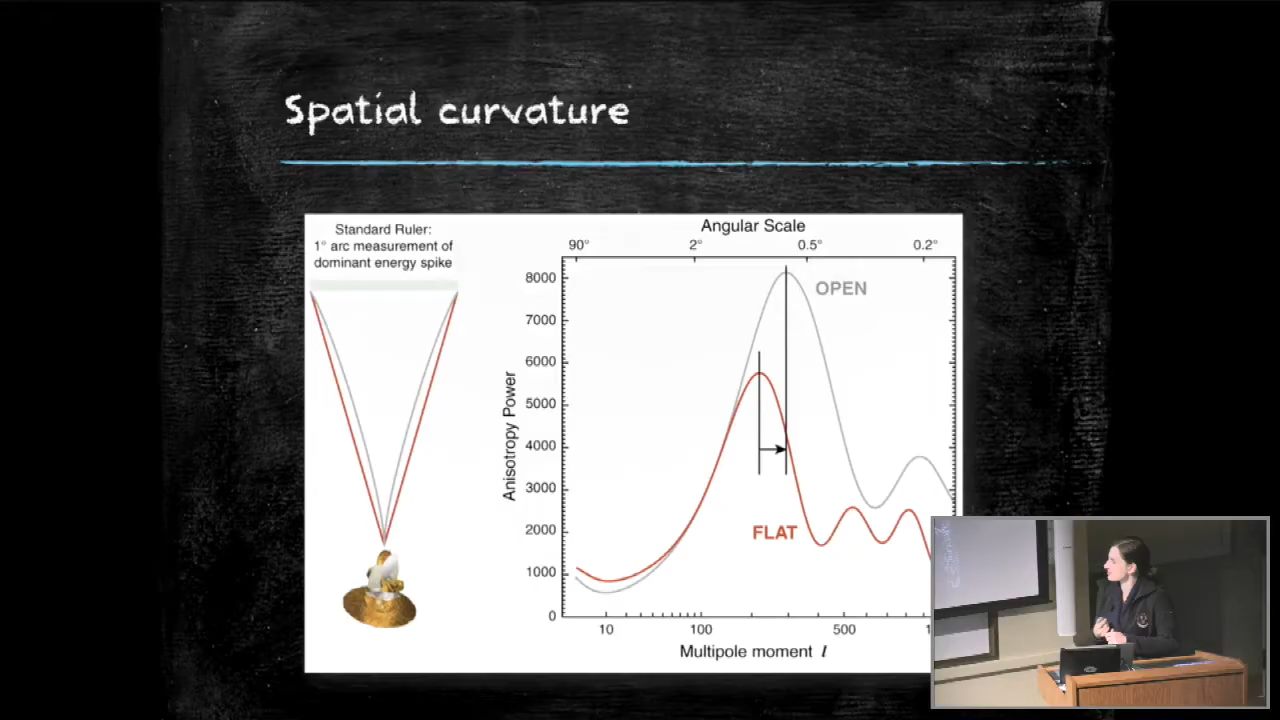 Spatial curvature
Standard Ruler:
1° arc measurement of
dominant energy spike
Angular Scale
90° 2° 0.5° 0.2°
Anisotropy Power
8000
7000
6000
5000
4000
3000
2000
1000
0
OPEN
FLAT
10 100 500 1
Multipole moment l